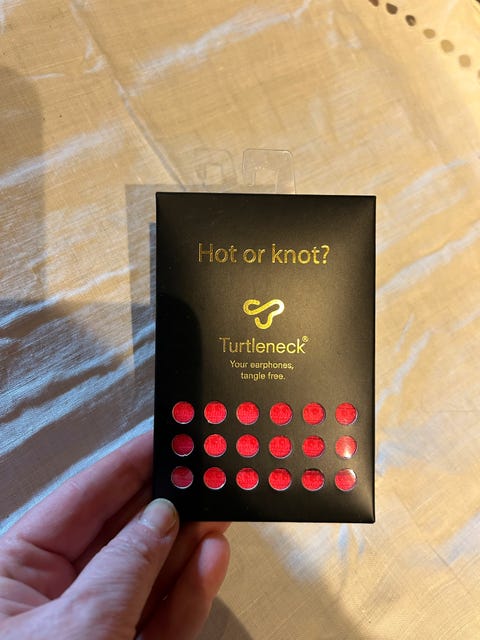 Hot or knot?
Turtleneck®
Your earphones,
tangle free.